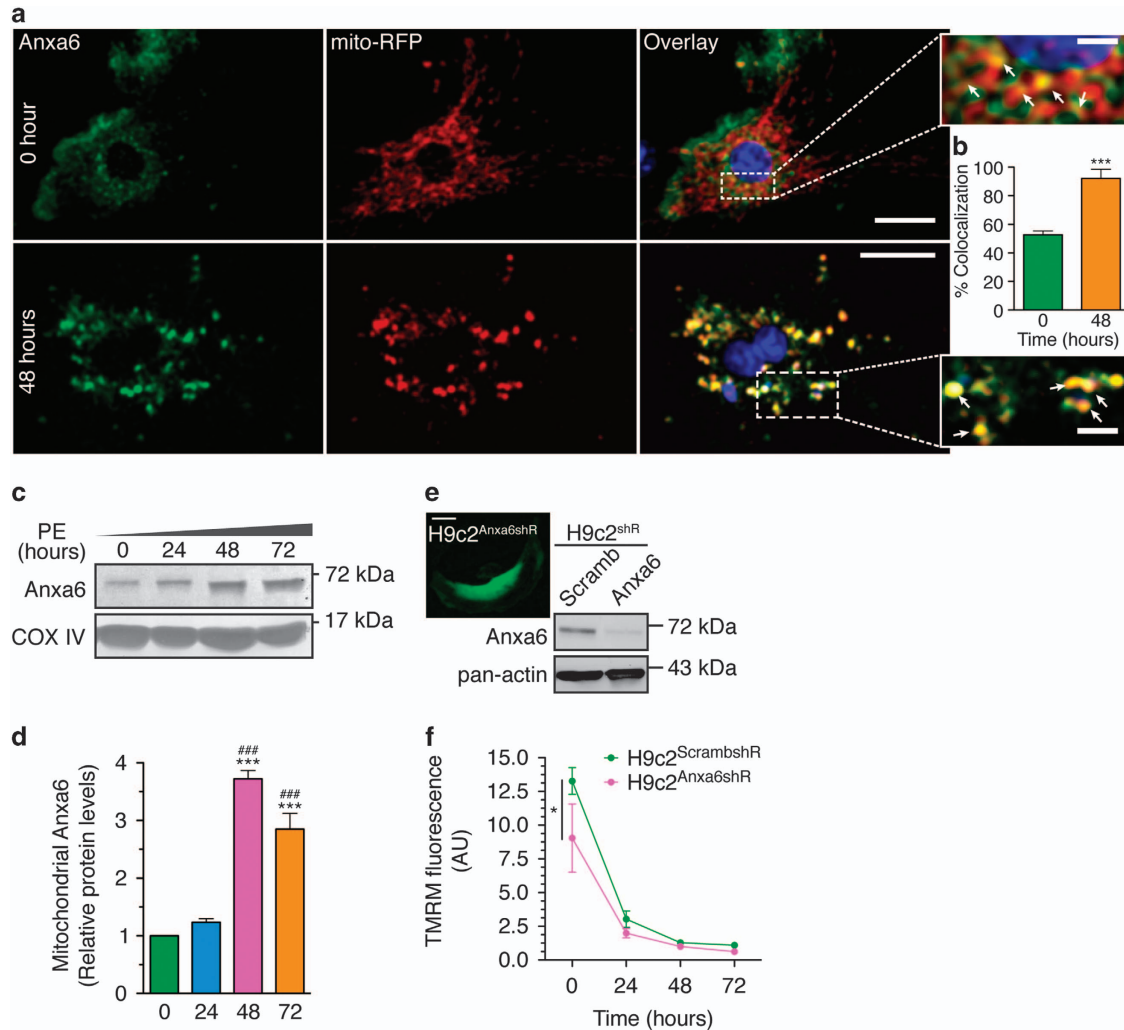 a
Anxa6
mito-RFP
Overlay
0 hour
48 hours
b
% Colocalization
100
80
60
40
20
0
***
0
48
Time (hours)
c
PE
(hours)
0
24
48
72
Anxa6
72 kDa
17 kDa
COX IV
e
H9c2Anxa6shR
H9c2shR
Scramb
Anxa6
Anxa6
72 kDa
pan-actin
43 kDa
d
Mitochondrial Anxa6
(Relative protein levels)
4
3
2
1
0
###
***
###
***
0
24
48
72
f
TMRM fluorescence
(AU)
15.0
12.5
10.0
7.5
5.0
2.5
0.0
*
H9c2ScrambshR
H9c2Anxa6shR
0
24
48
72
Time (hours)